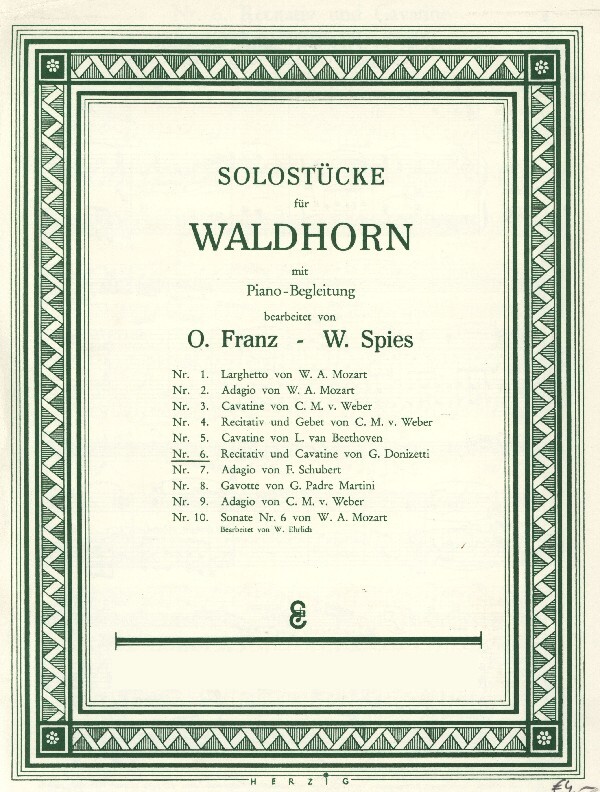 SOLOSTÜCKE
für
WALDHORN
mit
Piano-Begleitung
bearbeitet von
O. Franz - W. Spies
Nr. 1. Larghetto von W. A. Mozart
Nr. 2. Adagio von W. A. Mozart
Nr. 3. Cavatine von C. M. v. Weber
Nr. 4. Recitativ und Gebet von C. M. v. Weber
Nr. 5. Cavatine von L. van Beethoven
Nr. 6. Recitativ und Cavatine von G. Donizetti
Nr. 7. Adagio von F. Schubert
Nr. 8. Gavotte von G. Padre Martini
Nr. 9. Adagio von C. M. v. Weber
Nr. 10. Sonate Nr. 6 von W. A. Mozart
Bearbeitet von W. Ehrlich
HERZIG